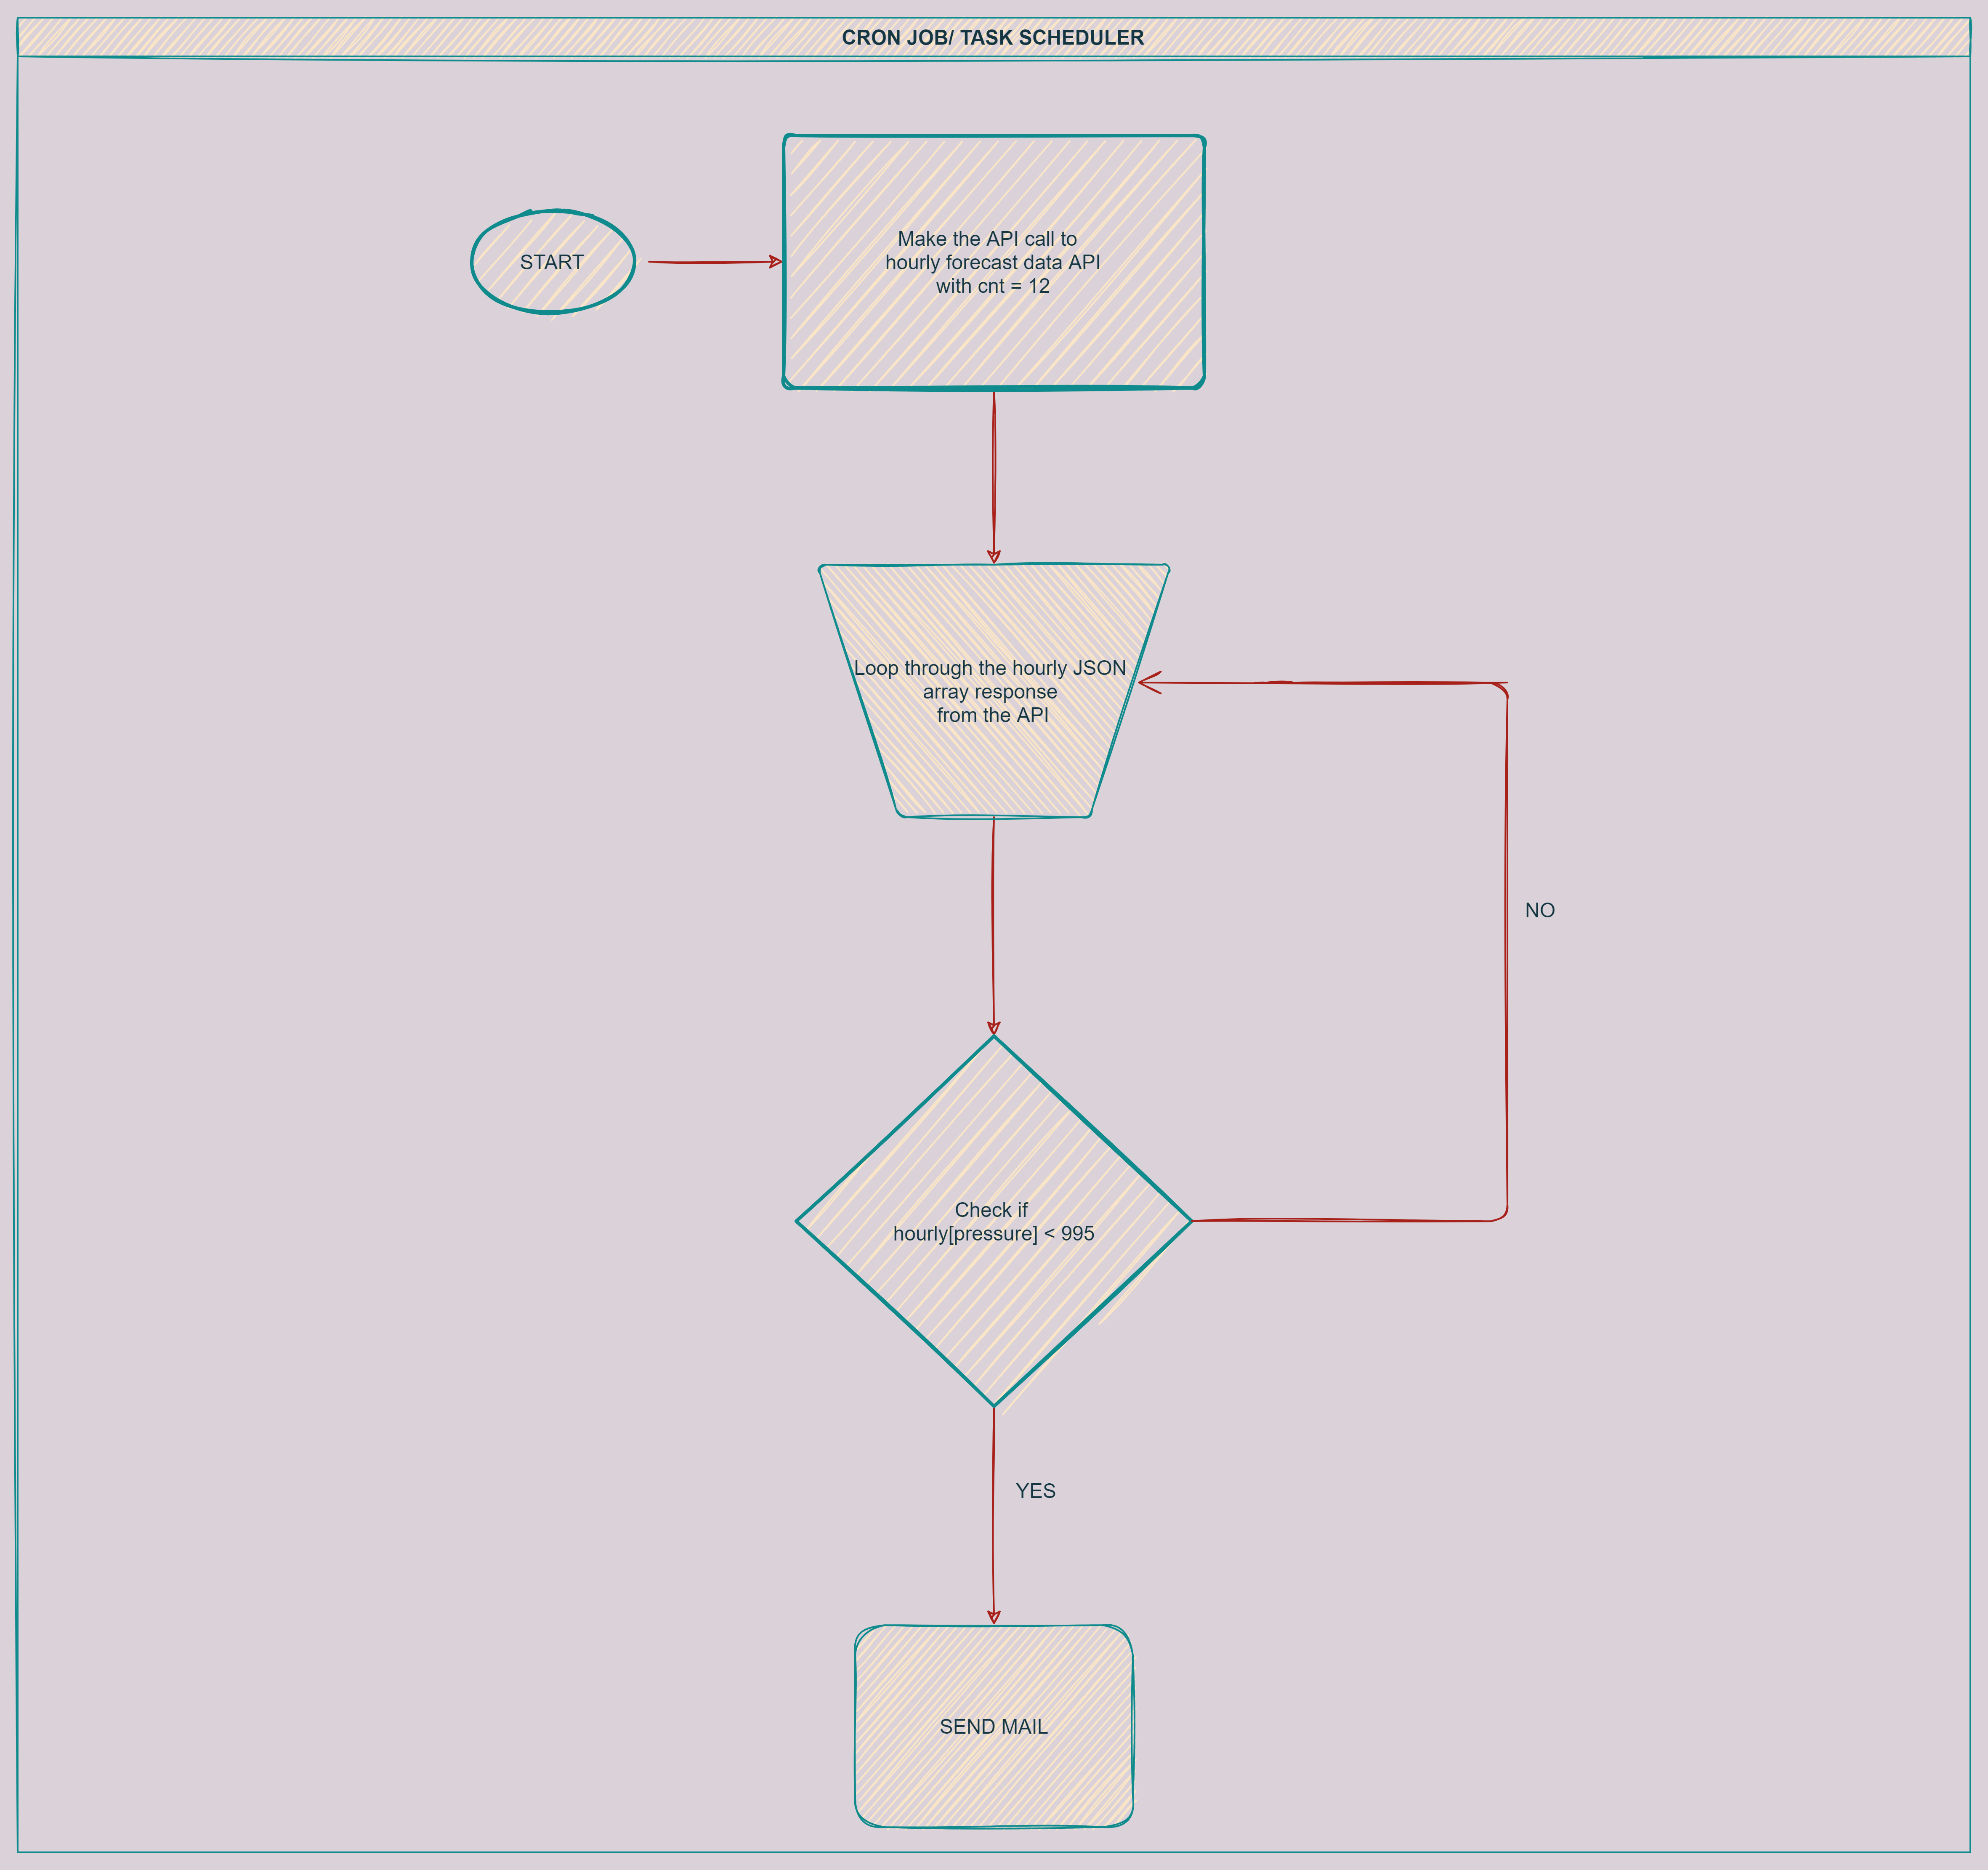 CRON JOB/ TASK SCHEDULER
START
Make the API call to
hourly forecast data API
with cnt = 12
Loop through the hourly JSON
array response
from the API
NO
Check if
hourly[pressure] < 995
YES
SEND MAIL